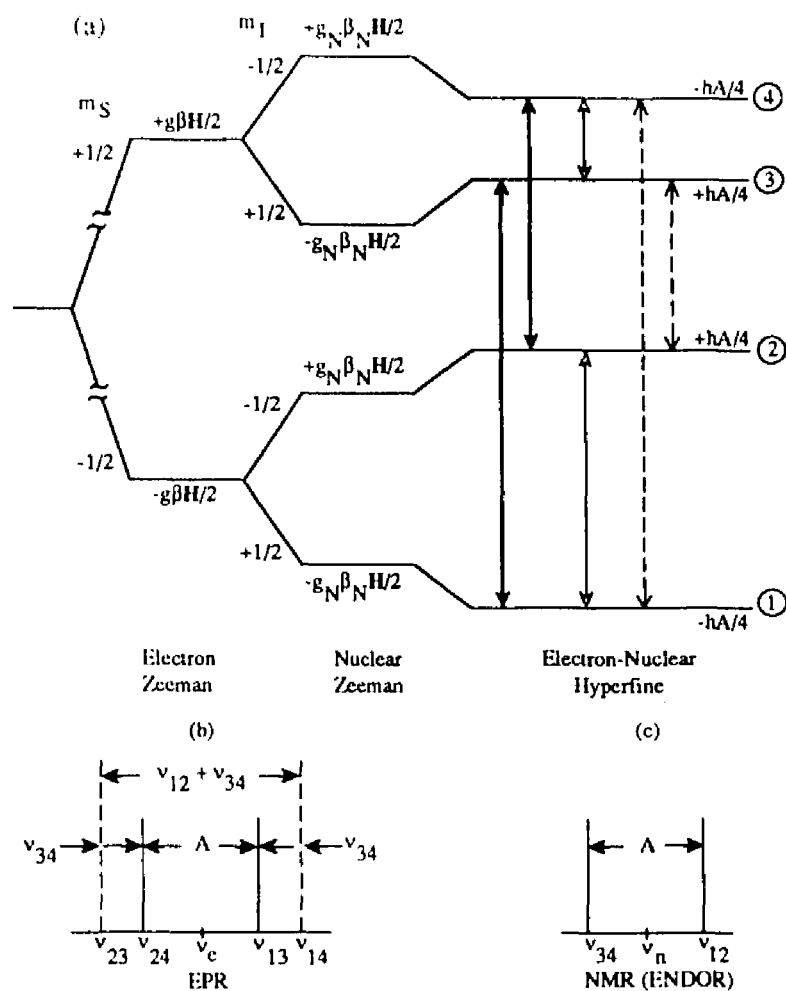 (a)
m_I
+g_Nβ_NH/2
-1/2
-hA/4 ④
m_S
+gβH/2
+1/2
③
+hA/4
+1/2
-g_Nβ_NH/2
+hA/4
②
+g_Nβ_NH/2
-1/2
-1/2
-gβH/2
+1/2
-g_Nβ_NH/2
①
-hA/4
Electron Zeeman
Nuclear Zeeman
Electron-Nuclear Hyperfine
(b)
(c)
ν_12 + ν_34
ν_34 A ν_34
A
ν_23 ν_24 ν_e ν_13 ν_14
EPR
ν_34 ν_n ν_12
NMR (ENDOR)